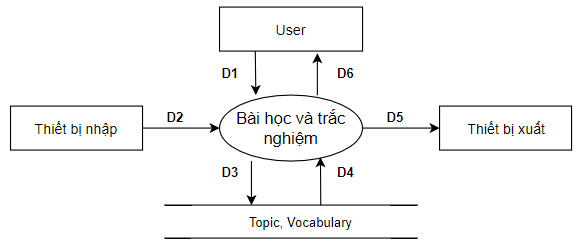 User
D1
D6
Thiết bị nhập
D2
Bài học và trắc
nghiệm
D5
Thiết bị xuất
D3
D4
Topic, Vocabulary